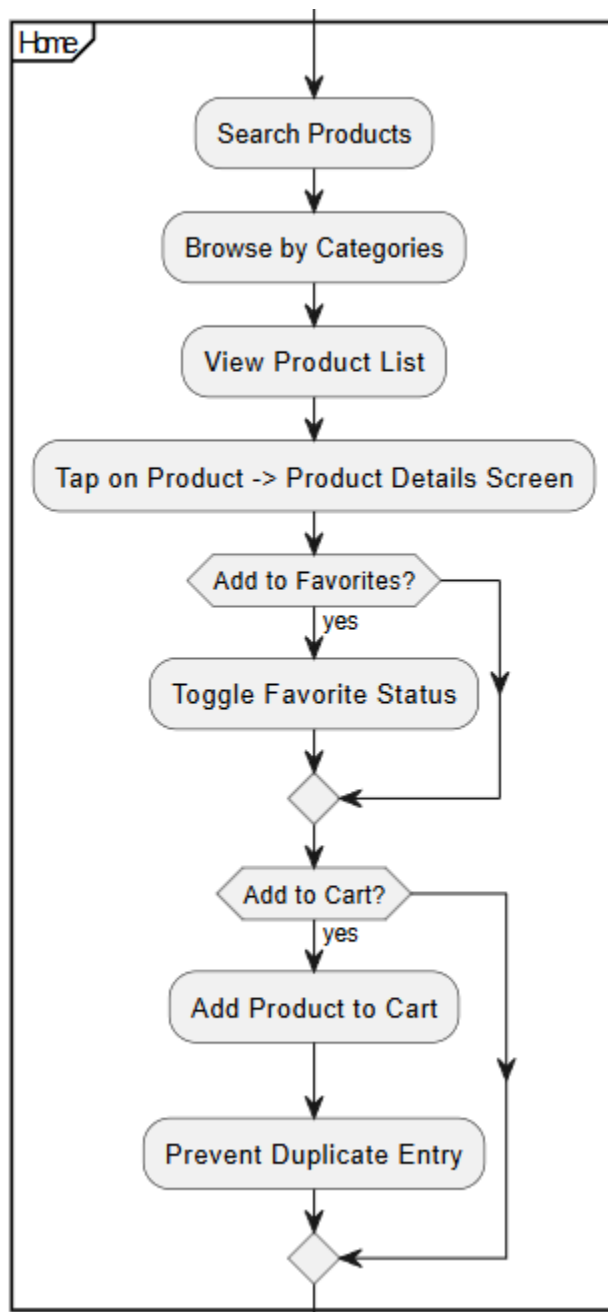 Home
Search Products
Browse by Categories
View Product List
Tap on Product -> Product Details Screen
Add to Favorites?
yes
Toggle Favorite Status
Add to Cart?
yes
Add Product to Cart
Prevent Duplicate Entry